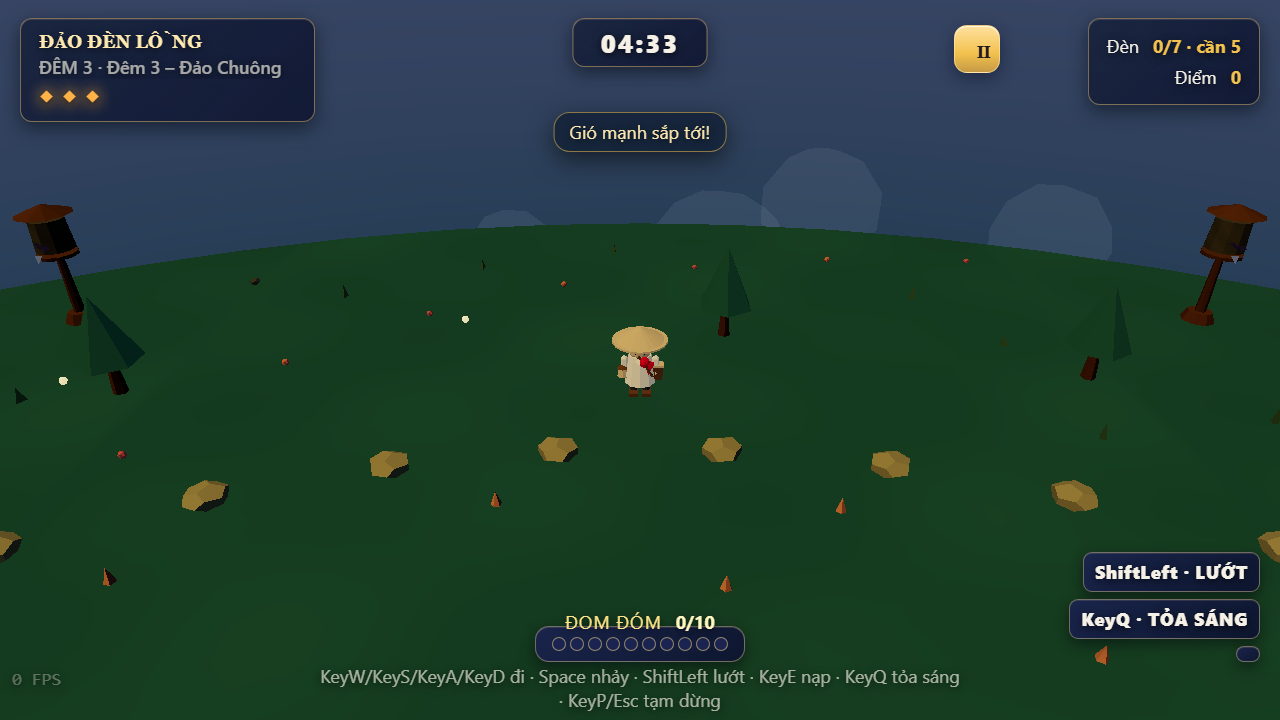 ĐẢO ĐÈN LỒNG
ĐÊM 3 · Đêm 3 – Đảo Chuông
04:33
II
Đèn 0/7 · cần 5
Điểm 0
Gió mạnh sắp tới!
ShiftLeft · LƯỚT
KeyQ · TỎA SÁNG
ĐOM ĐÓM 0/10
0 FPS
KeyW/KeyS/KeyA/KeyD đi · Space nhảy · ShiftLeft lướt · KeyE nạp · KeyQ tỏa sáng
· KeyP/Esc tạm dừng